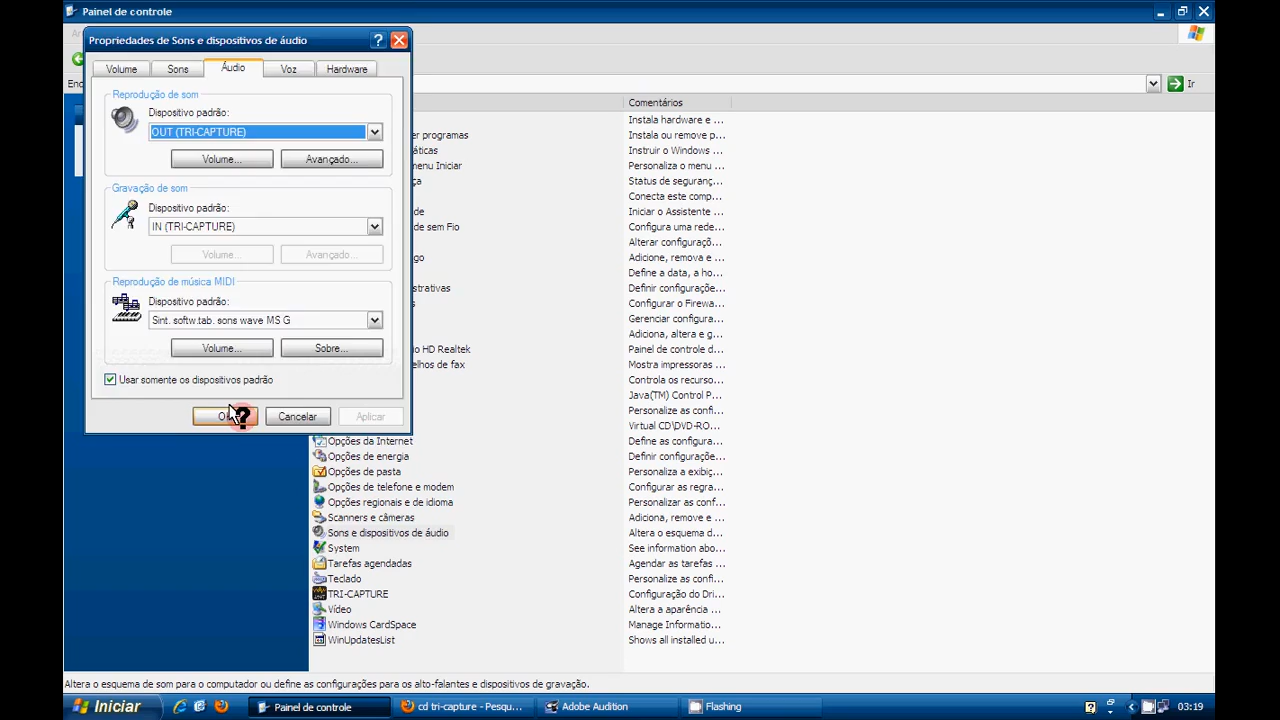 Painel de controle
Propriedades de Sons e dispositivos de áudio
Volume Sons Áudio Voz Hardware
Reprodução de som
Dispositivo padrão:
OUT (TRI-CAPTURE)
Volume... Avançado...
Gravação de som
Dispositivo padrão:
IN (TRI-CAPTURE)
Volume... Avançado...
Reprodução de música MIDI
Dispositivo padrão:
Sint. softw.tab. sons wave MS G
Volume... Sobre...
Usar somente os dispositivos padrão
Cancelar Aplicar
Ir
Comentários
Instala hardware e ...
er programas Instala ou remove p...
áticas Instruir o Windows ...
enu Iniciar Personaliza o menu ...
ça Status de seguranç...
Conecta este comp...
de Iniciar o Assistente ...
de sem Fio Configura uma rede...
Alterar configuraçõ...
go Adicione, remova e ...
Define a data, a ho...
strativas Definir configuraçõe...
s Configurar o Firewa...
Gerenciar configura...
Adiciona, altera e g...
io HD Realtek Painel de controle d...
elhos de fax Mostra impressoras ...
Controla os recurso...
Java(TM) Control P...
Personaliza as confi...
Virtual CD\DVD-RO...
Opções da Internet Define as configura...
Opções de energia Definir configuraçõe...
Opções de pasta Personaliza a exibiç...
Opções de telefone e modem Configurar as regra...
Opções regionais e de idioma Personalizar as conf...
Scanners e câmeras Adiciona, remove e ...
Sons e dispositivos de áudio Altera o esquema d...
System See information abo...
Tarefas agendadas Agendar as tarefas ...
Teclado Personalize as confi...
TRI-CAPTURE Configuração do Dri...
Vídeo Altera a aparência ...
Windows CardSpace Manage Informatio...
WinUpdatesList Shows all installed u...
Altera o esquema de som para o computador ou define as configurações para os alto-falantes e dispositivos de gravação.
Iniciar Painel de controle cd tri-capture - Pesqu... Adobe Audition Flashing 03:19